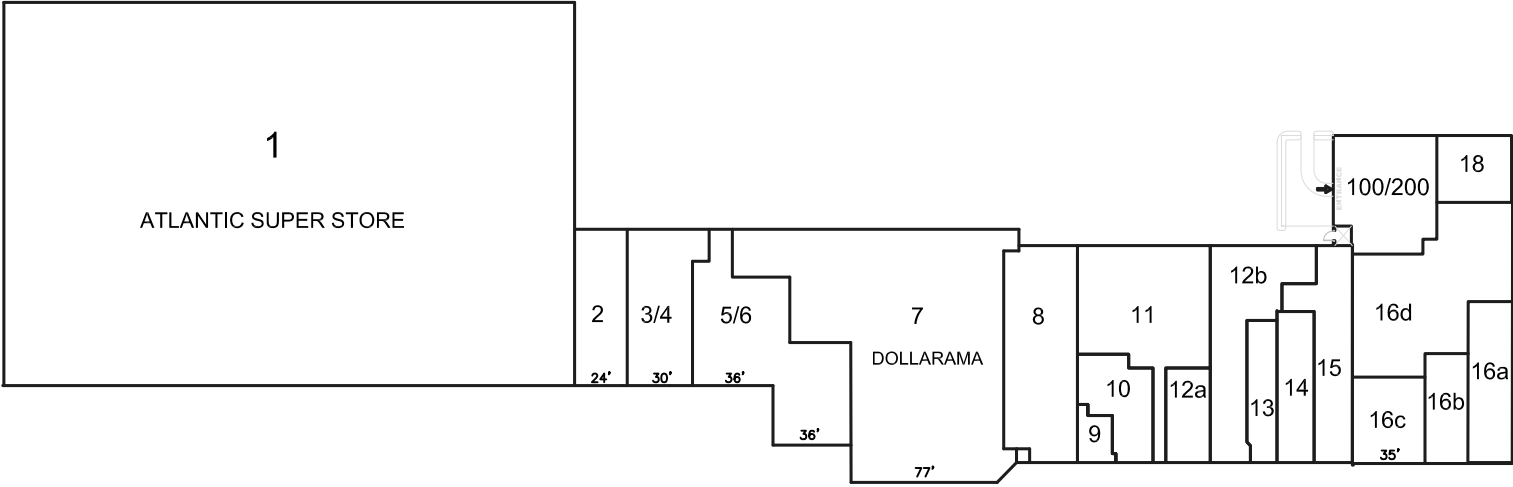 1
ATLANTIC SUPER STORE
2
24'
3/4
30'
5/6
36'
36'
7
DOLLARAMA
77'
8
9
10
11
12a
12b
13
14
15
ENTRANCE
100/200
18
16d
16c
35'
16b
16a